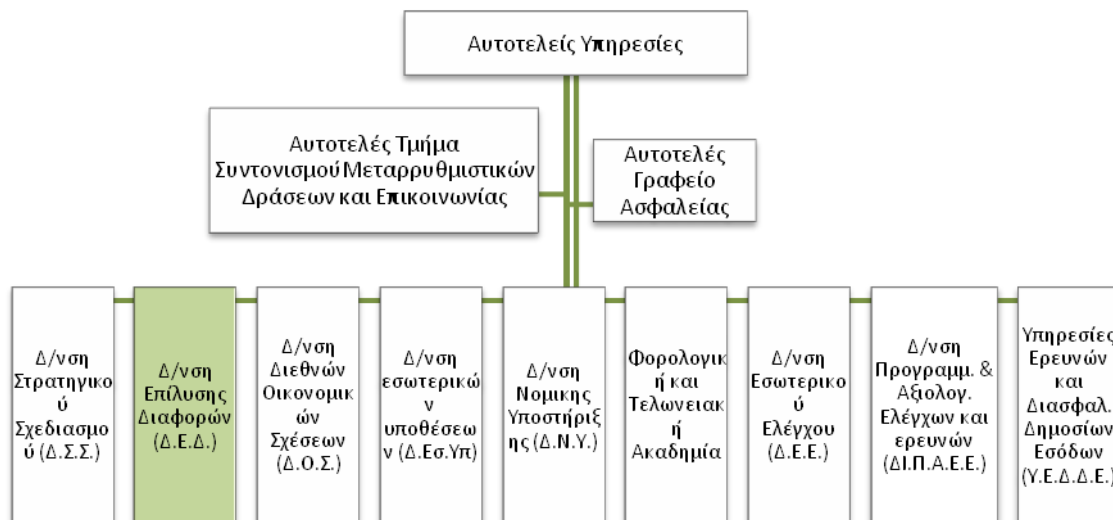 Αυτοτελείς Υπηρεσίες
Αυτοτελές Τμήμα
Συντονισμού Μεταρρυθμιστικών
Δράσεων και Επικοινωνίας
Αυτοτελές
Γραφείο
Ασφαλείας
Δ/νση
Στρατηγικο
ύ
Σχεδιασμο
ύ (Δ.Σ.Σ.)
Δ/νση
Επίλυσης
Διαφορών
(Δ.Ε.Δ.)
Δ/νση
Διεθνών
Οικονομικ
ών
Σχέσεων
(Δ.Ο.Σ.)
Δ/νση
εσωτερικώ
ν
υποθέσεω
ν (Δ.Εσ.Υπ)
Δ/νση
Νομικης
Υποστήριξ
ης (Δ.Ν.Υ.)
Φορολογικ
ή και
Τελωνειακ
ή
Ακαδημία
Δ/νση
Εσωτερικο
ύ
Ελέγχου
(Δ.Ε.Ε.)
Δ/νση
Προγραμμ. &
Αξιολογ.
Ελέγχων και
ερευνών
(ΔΙ.Π.Α.Ε.Ε.)
Υπηρεσίες
Ερευνών
και
Διασφαλ.
Δημοσίων
Εσόδων
(Υ.Ε.Δ.Δ.Ε.)